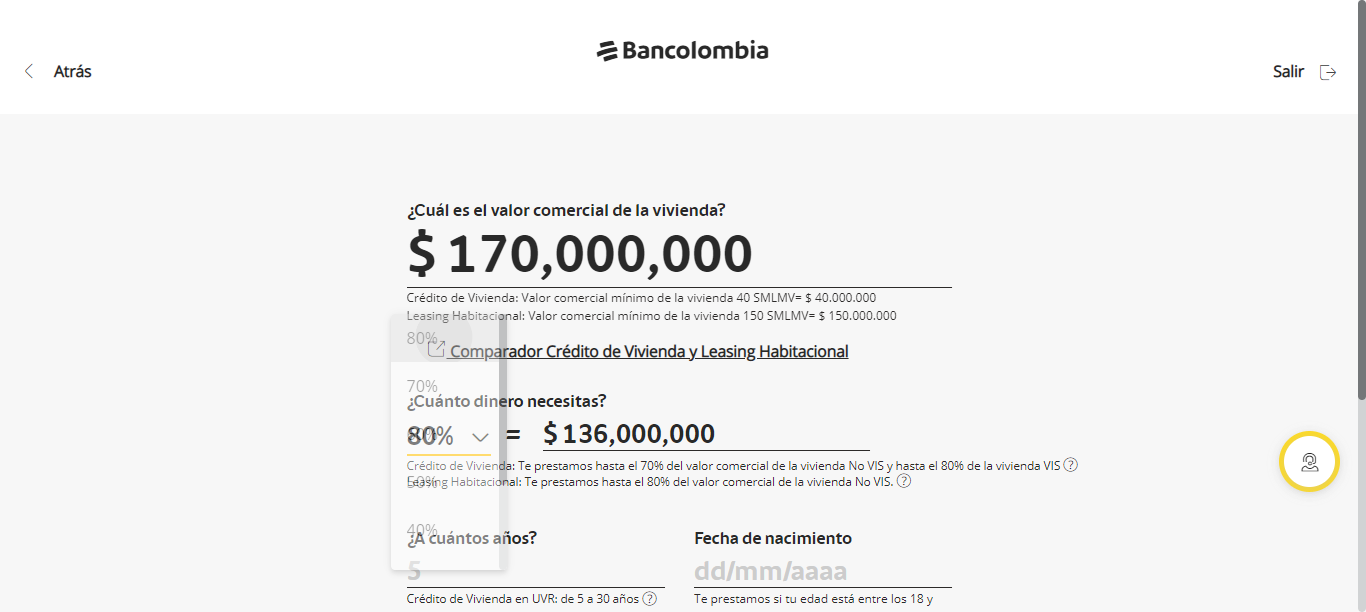 Bancolombia
Atrás
Salir
¿Cuál es el valor comercial de la vivienda?
$ 170,000,000
Crédito de Vivienda: Valor comercial mínimo de la vivienda 40 SMLMV= $ 40.000.000
Leasing Habitacional: Valor comercial mínimo de la vivienda 150 SMLMV= $ 150.000.000
80%
Comparador Crédito de Vivienda y Leasing Habitacional
70%
¿Cuánto dinero necesitas?
80% = $ 136,000,000
Crédito de Vivienda: Te prestamos hasta el 70% del valor comercial de la vivienda No VIS y hasta el 80% de la vivienda VIS
Leasing Habitacional: Te prestamos hasta el 80% del valor comercial de la vivienda No VIS.
50%
40%
¿A cuántos años?
5
Crédito de Vivienda en UVR: de 5 a 30 años
Fecha de nacimiento
dd/mm/aaaa
Te prestamos si tu edad está entre los 18 y